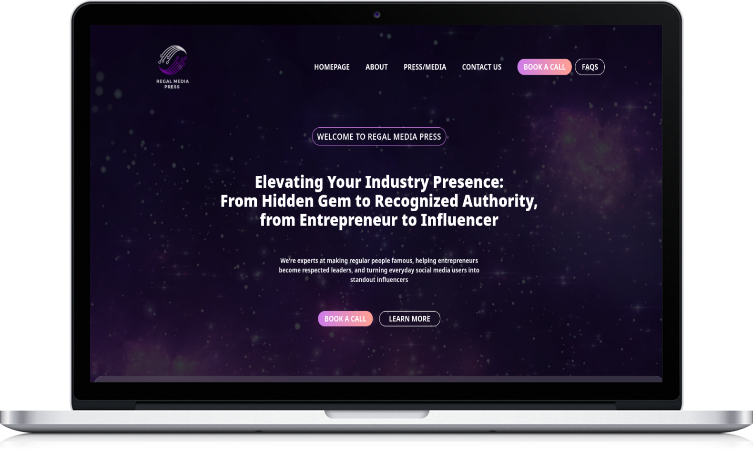 REGAL MEDIA
PRESS
HOMEPAGE ABOUT PRESS/MEDIA CONTACT US BOOK A CALL FAQS
WELCOME TO REGAL MEDIA PRESS
Elevating Your Industry Presence:
From Hidden Gem to Recognized Authority,
from Entrepreneur to Influencer
We're experts at making regular people famous, helping entrepreneurs
become respected leaders, and turning everyday social media users into
standout influencers
BOOK A CALL LEARN MORE